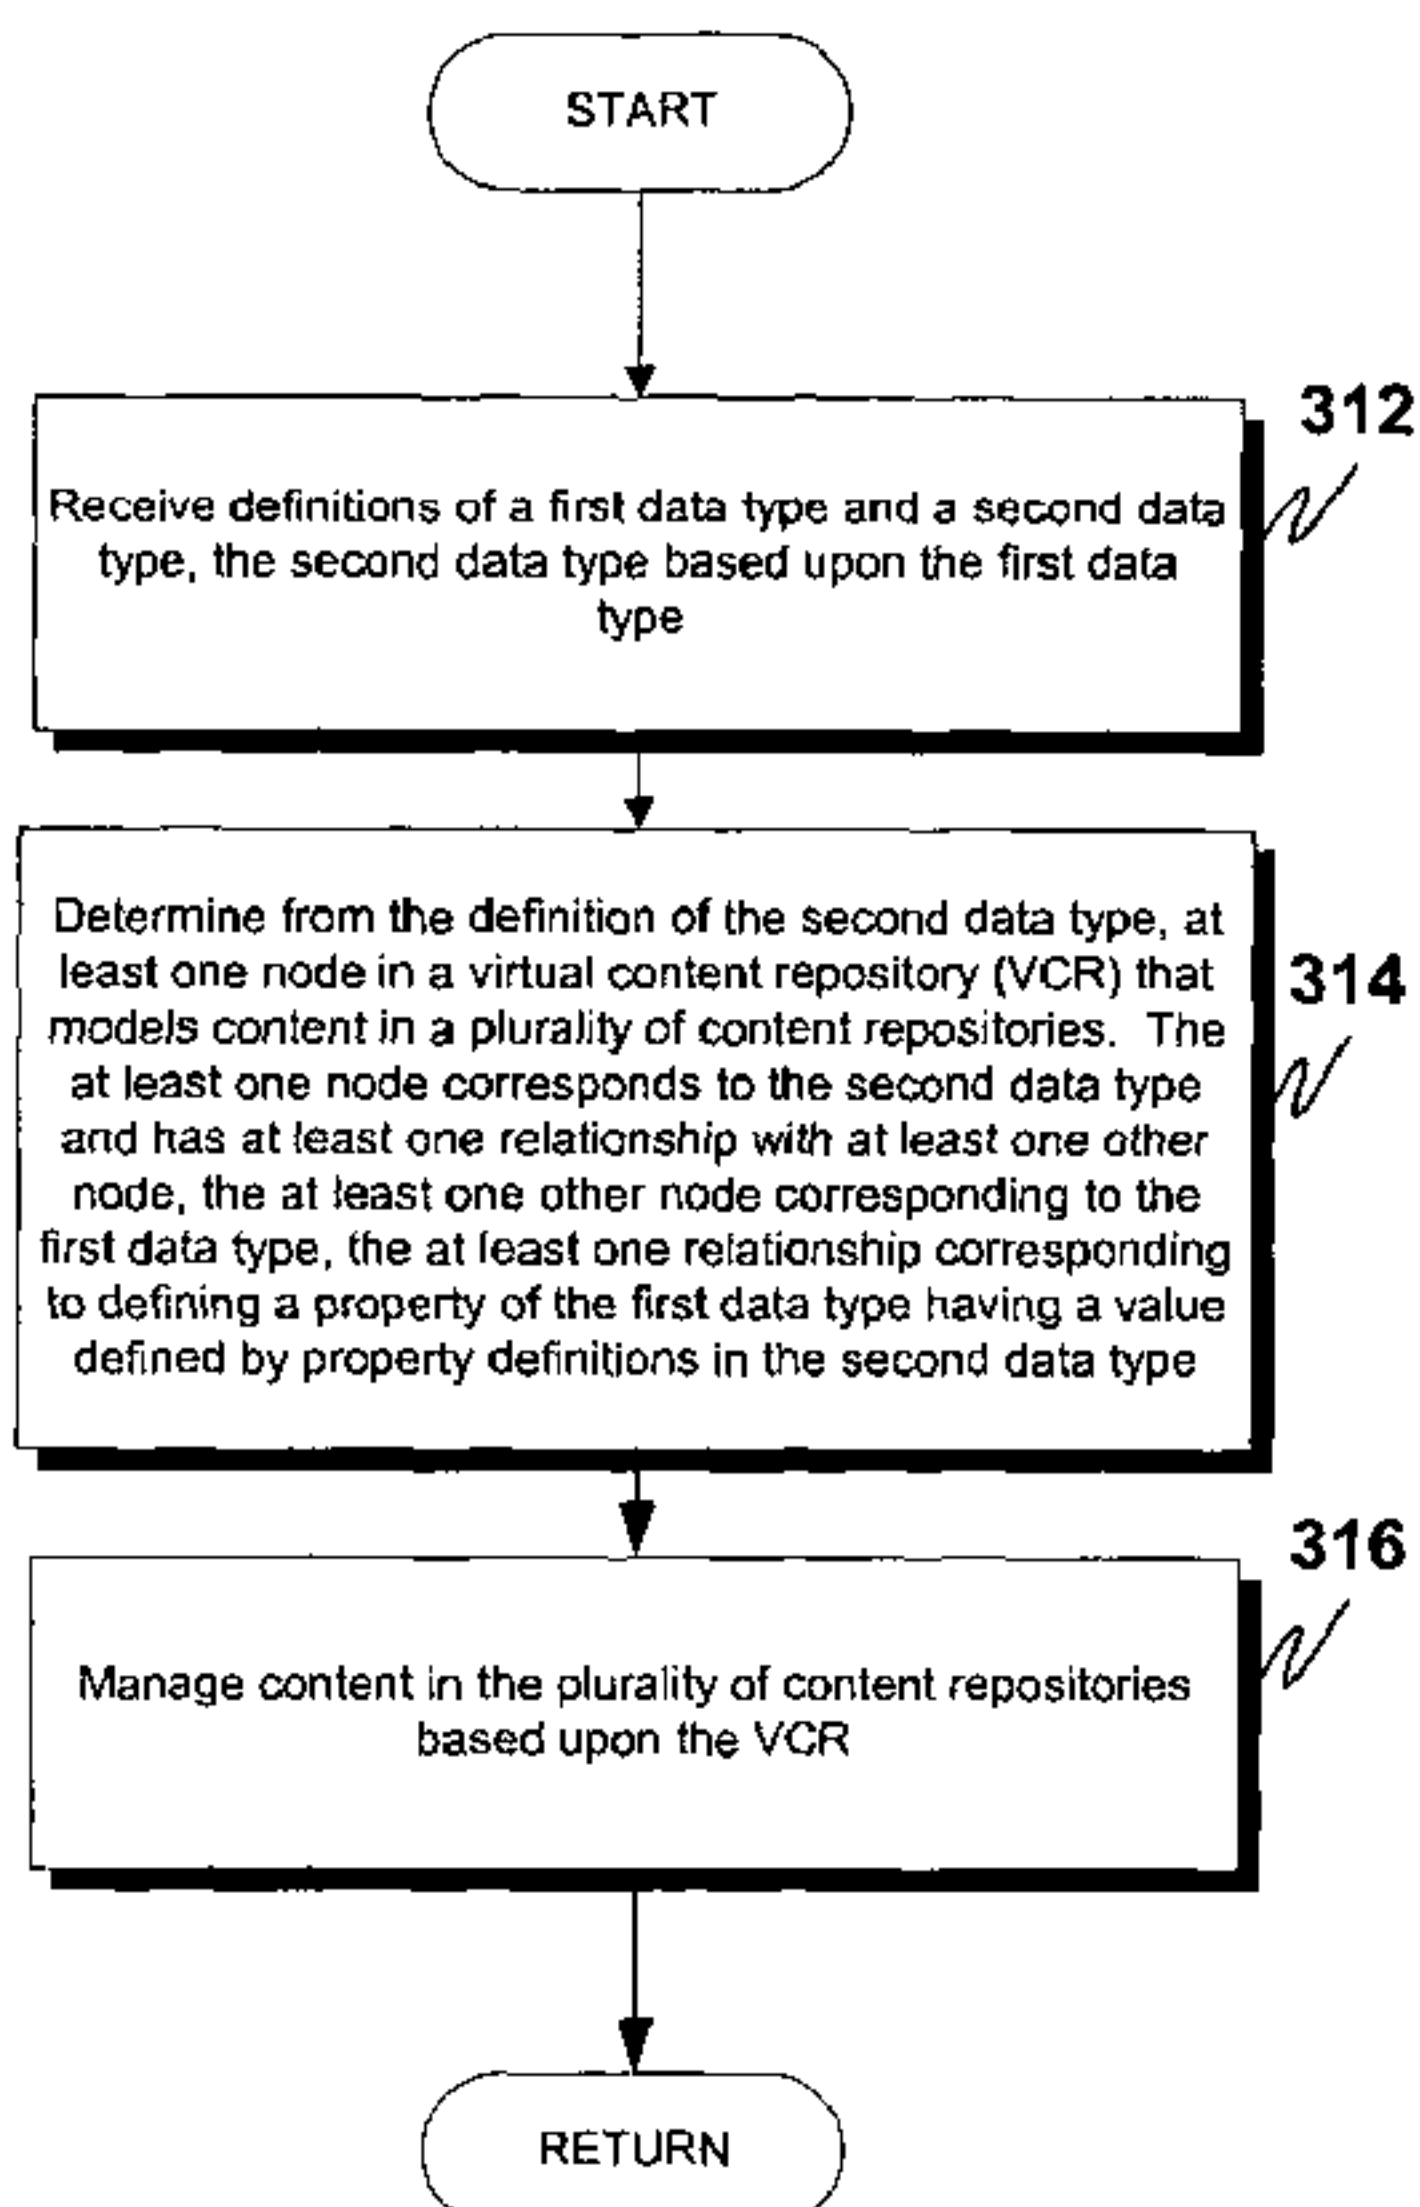 START
312
Receive definitions of a first data type and a second data
type, the second data type based upon the first data
type
314
Determine from the definition of the second data type, at
least one node in a virtual content repository (VCR) that
models content in a plurality of content repositories. The
at least one node corresponds to the second data type
and has at least one relationship with at least one other
node, the at least one other node corresponding to the
first data type, the at least one relationship corresponding
to defining a property of the first data type having a value
defined by property definitions in the second data type
316
Manage content in the plurality of content repositories
based upon the VCR
RETURN